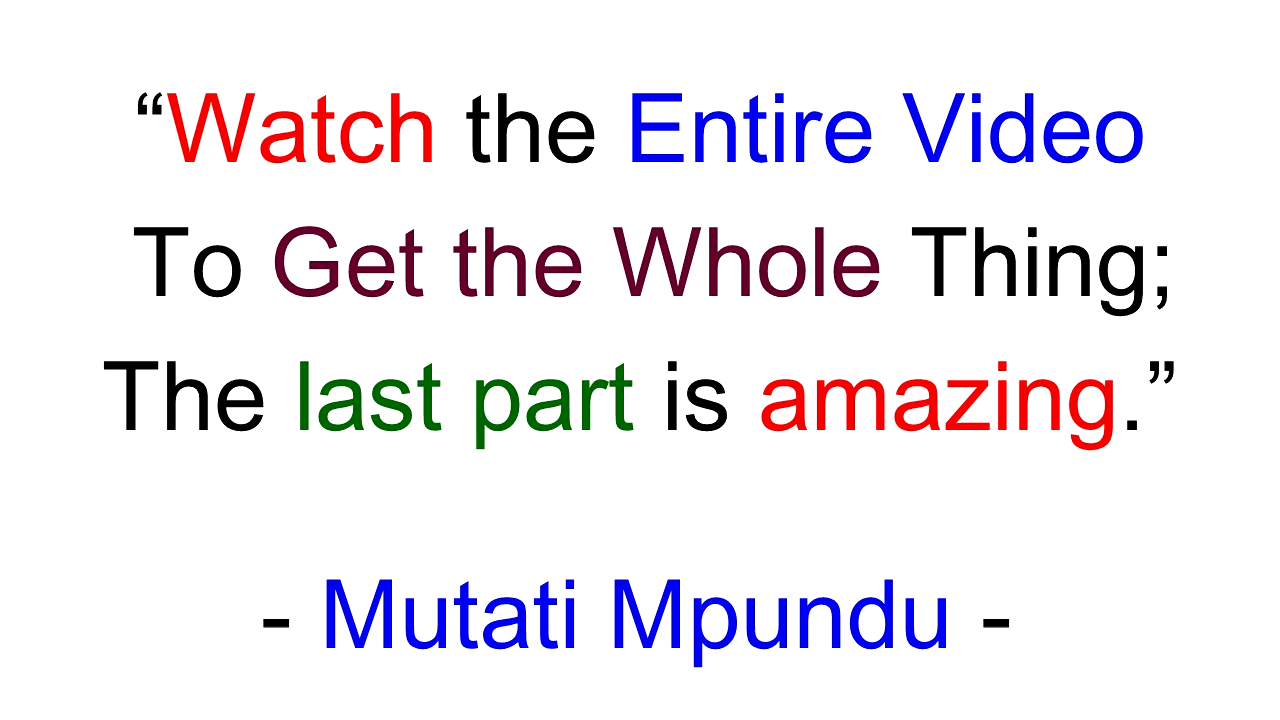 “Watch the Entire Video
To Get the Whole Thing;
The last part is amazing.”
- Mutati Mpundu -